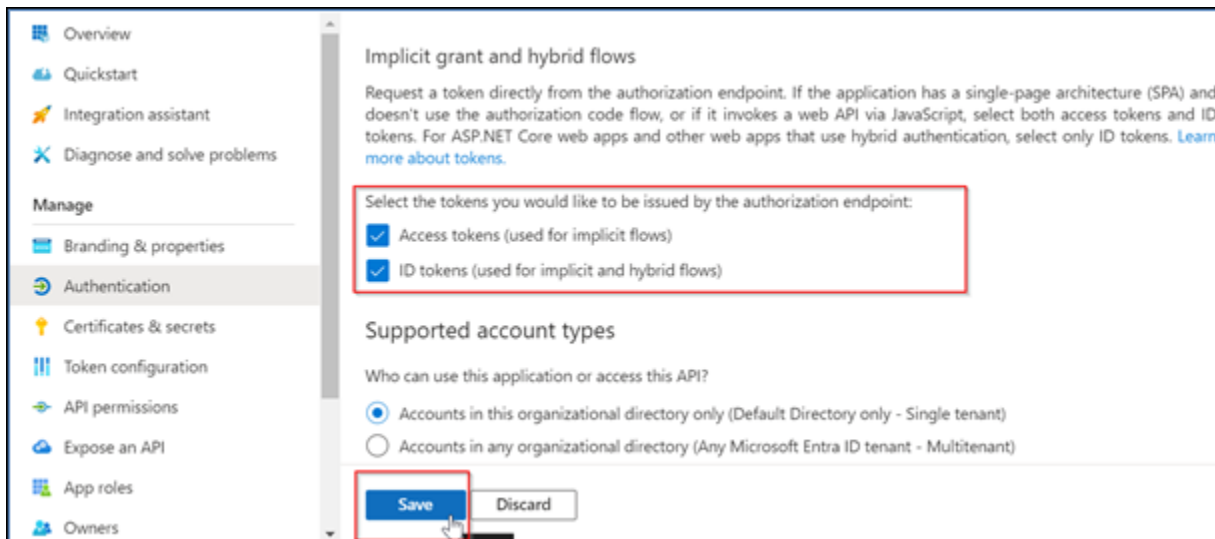 Overview
Quickstart
Integration assistant
Diagnose and solve problems
Manage
Branding & properties
Authentication
Certificates & secrets
Token configuration
API permissions
Expose an API
App roles
Owners
Implicit grant and hybrid flows
Request a token directly from the authorization endpoint. If the application has a single-page architecture (SPA) and
doesn't use the authorization code flow, or if it invokes a web API via JavaScript, select both access tokens and ID
tokens. For ASP.NET Core web apps and other web apps that use hybrid authentication, select only ID tokens. Learn
more about tokens.
Select the tokens you would like to be issued by the authorization endpoint:
Access tokens (used for implicit flows)
ID tokens (used for implicit and hybrid flows)
Supported account types
Who can use this application or access this API?
Accounts in this organizational directory only (Default Directory only - Single tenant)
Accounts in any organizational directory (Any Microsoft Entra ID tenant - Multitenant)
Save
Discard